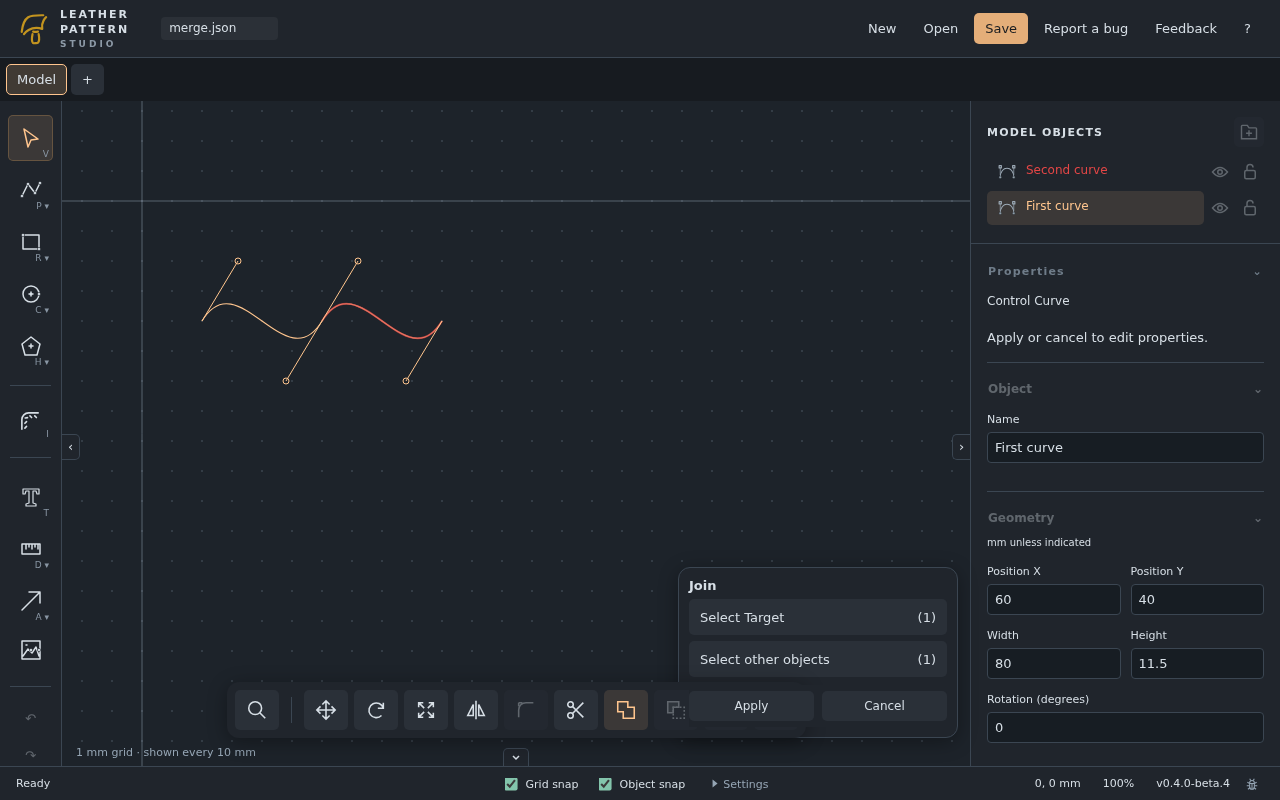 LEATHER
PATTERN
STUDIO
merge.json
New
Open
Save
Report a bug
Feedback
?
Model
+
V
P
R
C
H
I
T
D
A
MODEL OBJECTS
Second curve
First curve
Properties
Control Curve
Apply or cancel to edit properties.
Object
Name
First curve
Geometry
mm unless indicated
Position X
Position Y
60
40
Width
Height
80
11.5
Rotation (degrees)
0
Join
Select Target (1)
Select other objects (1)
Apply
Cancel
1 mm grid · shown every 10 mm
Ready
Grid snap
Object snap
Settings
0, 0 mm
100%
v0.4.0-beta.4